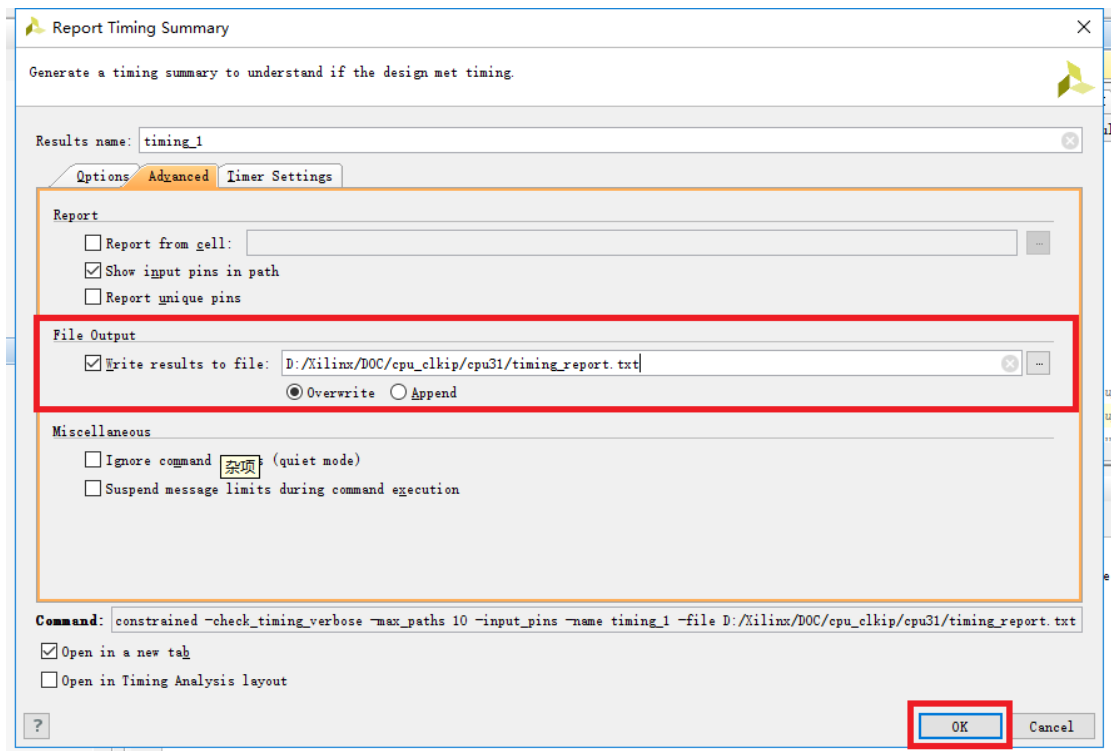 Report Timing Summary
Generate a timing summary to understand if the design met timing.
Results name: timing_1
Options Advanced Timer Settings
Report
Report from cell: ...
Show input pins in path
Report unique pins
File Output
Write results to file: D:/Xilinx/DOC/cpu_clkip/cpu31/timing_report.txt ...
Overwrite Append
Miscellaneous
Ignore command (quiet mode)
杂项
Suspend message limits during command execution
Command: constrained -check_timing_verbose -max_paths 10 -input_pins -name timing_1 -file D:/Xilinx/DOC/cpu_clkip/cpu31/timing_report.txt
Open in a new tab
Open in Timing Analysis layout
? OK Cancel